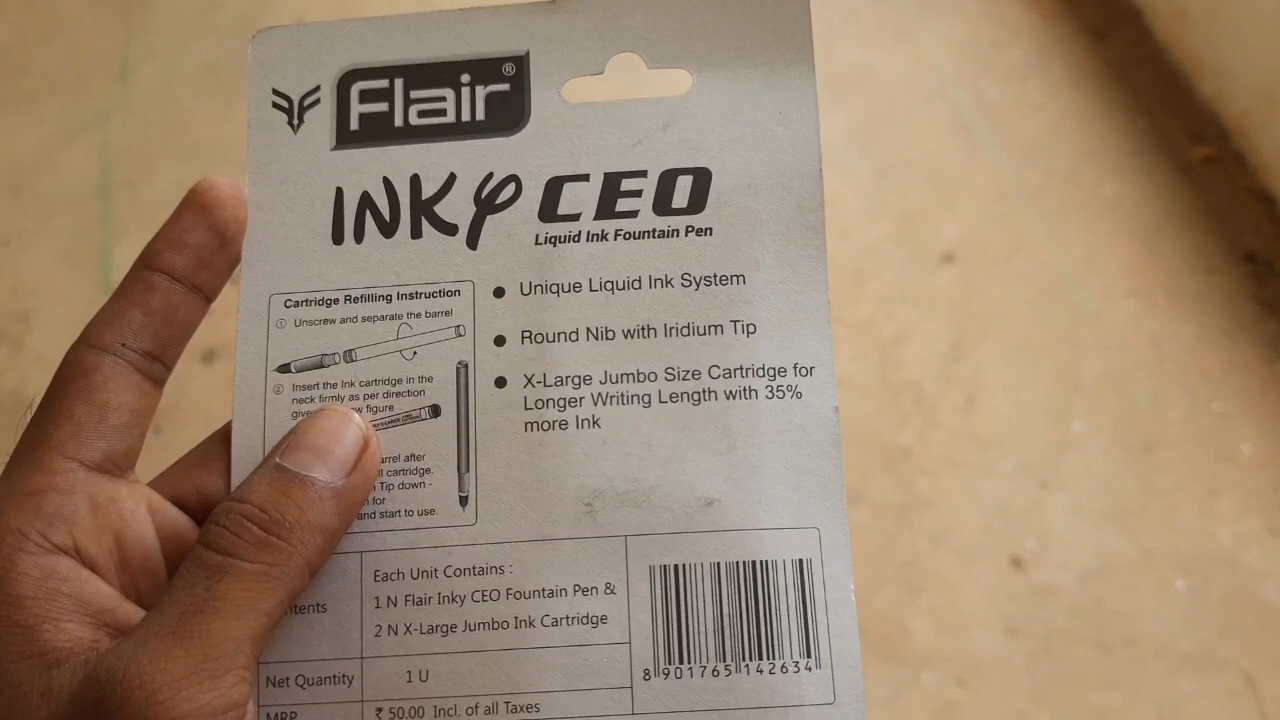 Flair®
INKY CEO
Liquid Ink Fountain Pen
Cartridge Refilling Instruction
① Unscrew and separate the barrel
② Insert the Ink cartridge in the
neck firmly as per direction
figure
after
cartridge.
Tip down -
for
and start to use.
● Unique Liquid Ink System
● Round Nib with Iridium Tip
● X-Large Jumbo Size Cartridge for
Longer Writing Length with 35%
more Ink
Each Unit Contains :
1 N Flair Inky CEO Fountain Pen &
2 N X-Large Jumbo Ink Cartridge
Net Quantity 1 U
MRP ₹ 50.00 Incl. of all Taxes
8 901765 142634